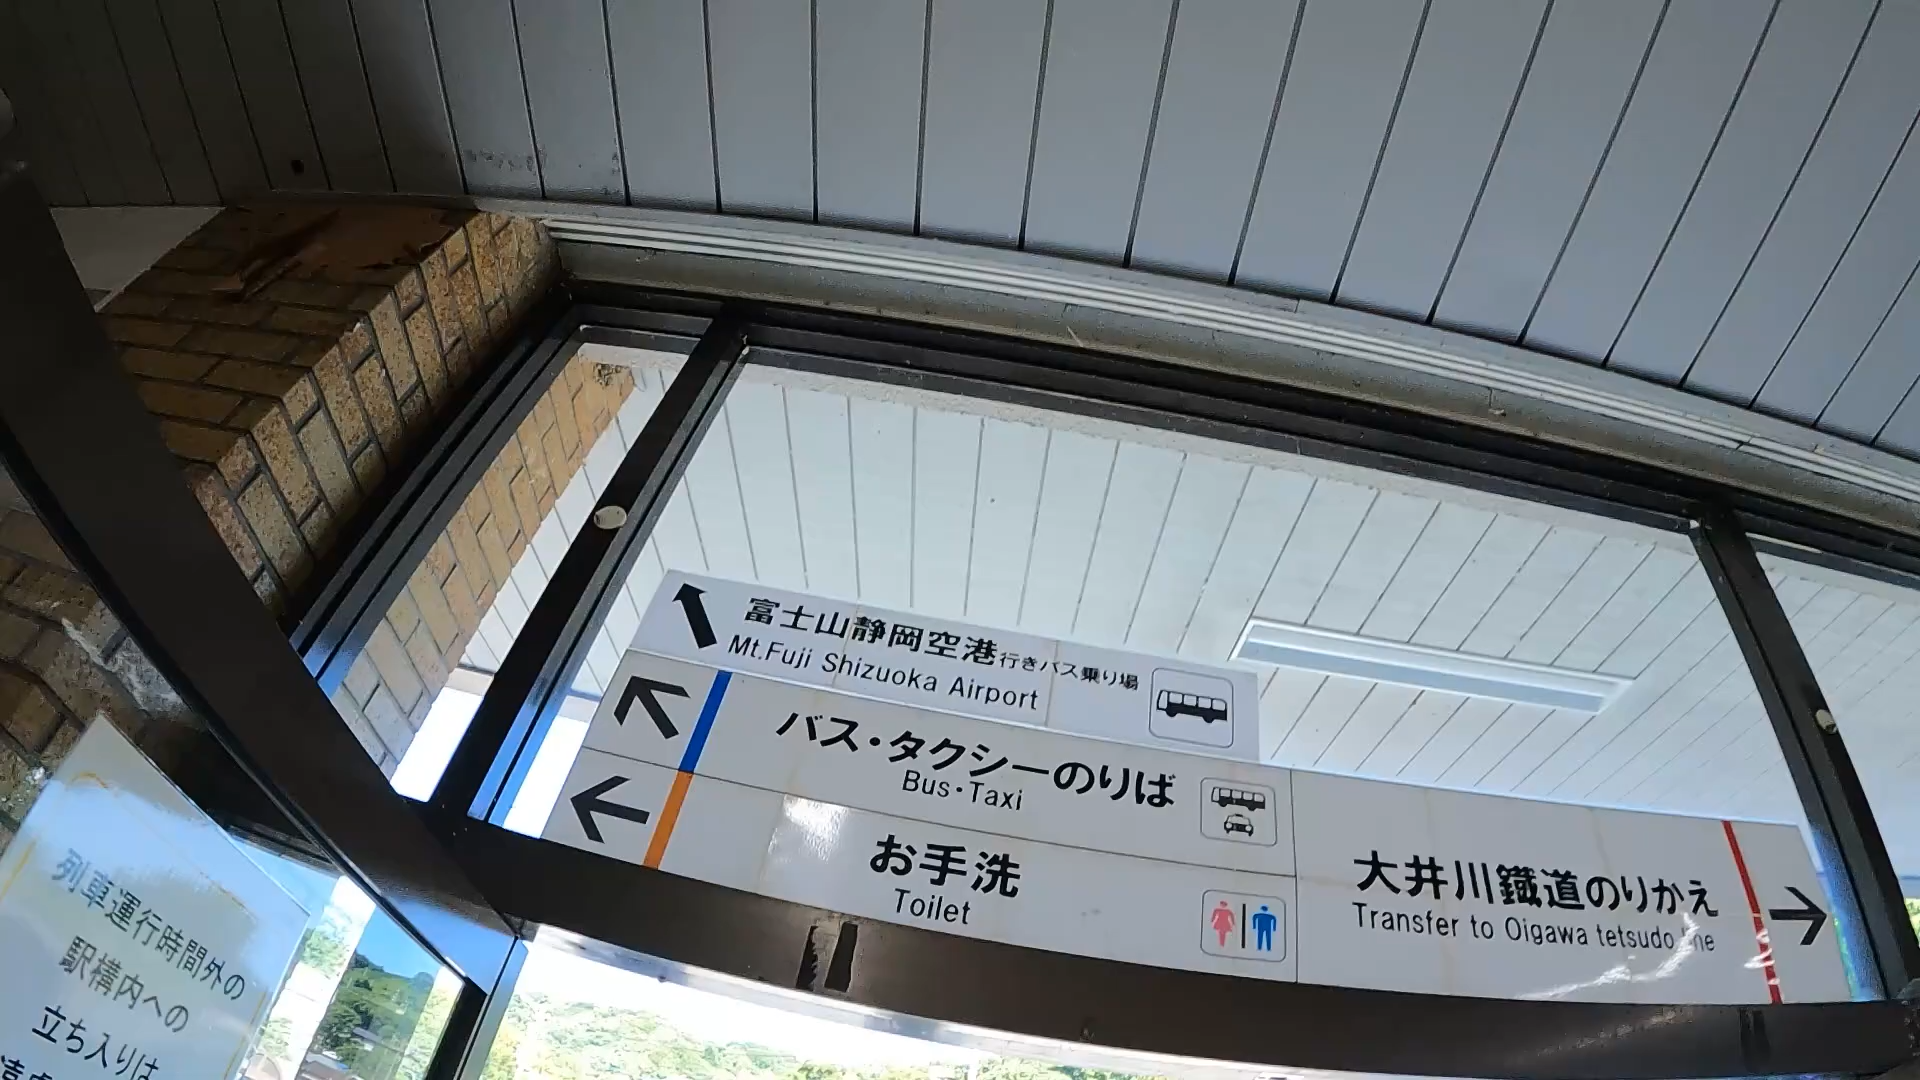 富士山静岡空港行きバス乗り場
Mt.Fuji Shizuoka Airport
バス・タクシーのりば
Bus・Taxi
お手洗
Toilet
大井川鐵道のりかえ
Transfer to Oigawa tetsudo line
列車運行時間外の
駅構内への
立ち入りは